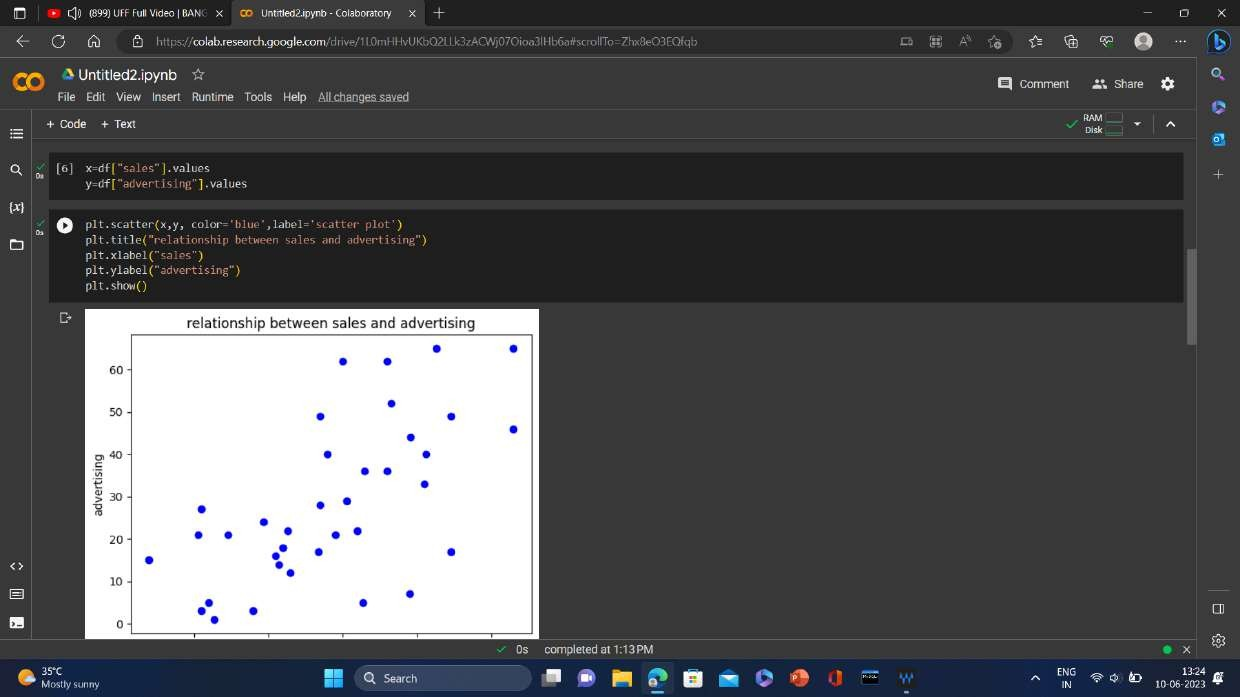 (899) UFF Full Video | BANG
Untitled2.ipynb - Colaboratory
https://colab.research.google.com/drive/1L0mHHvUKbQ2LLk3zACWj07Oioa3lHb6a#scrollTo=Zhx8eO3EQfqb
Untitled2.ipynb
File Edit View Insert Runtime Tools Help All changes saved
Comment Share
+ Code + Text
RAM
Disk
[6] x=df["sales"].values
0s
y=df["advertising"].values
{x}
plt.scatter(x,y, color='blue',label='scatter plot')
0s
plt.title("relationship between sales and advertising")
plt.xlabel("sales")
plt.ylabel("advertising")
plt.show()
relationship between sales and advertising
60
50
40
advertising
30
20
10
0
0s completed at 1:13 PM
35°C
Mostly sunny
Search
ENG
IN
13:24
10-06-2023